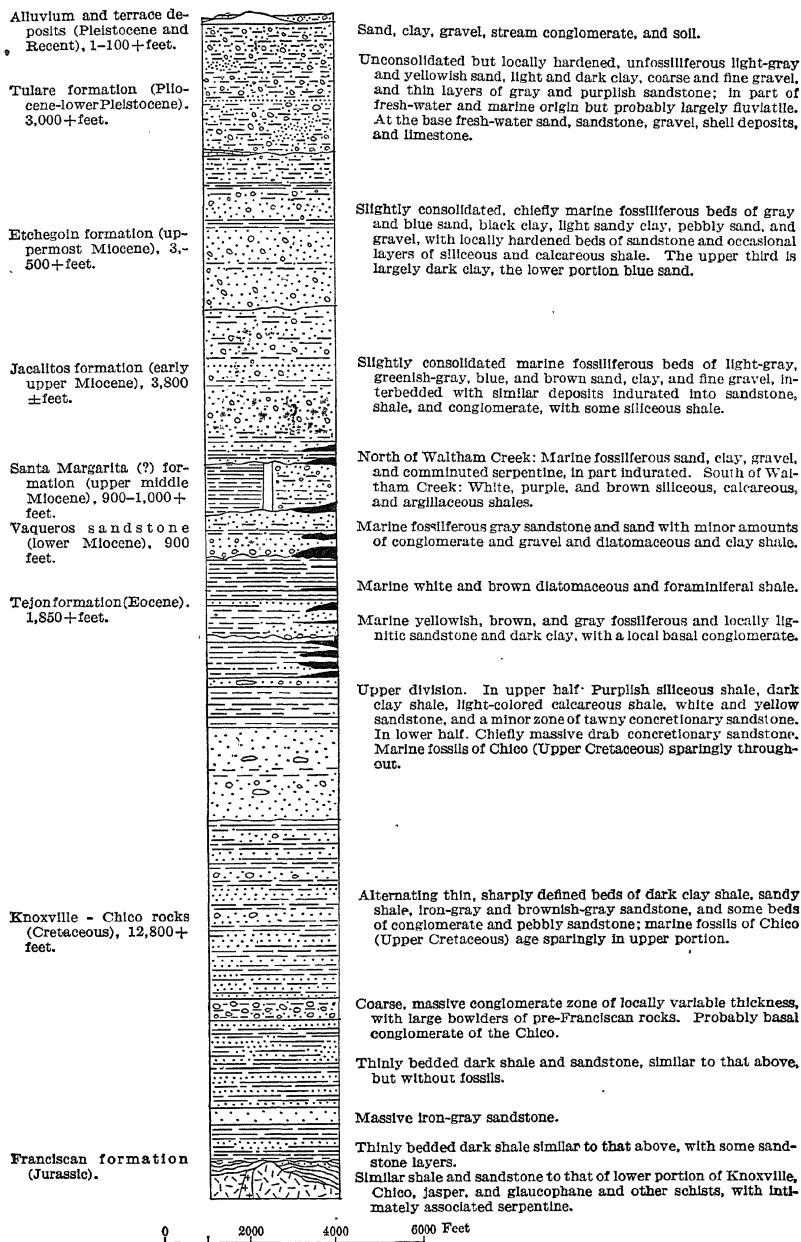 Alluvium and terrace de-
posits (Pleistocene and
Recent), 1-100+feet.
Sand, clay, gravel, stream conglomerate, and soil.
Tulare formation (Plio-
cene-lower Pleistocene).
3,000+feet.
Unconsolidated but locally hardened, unfossiliferous light-gray
and yellowish sand, light and dark clay, coarse and fine gravel,
and thin layers of gray and purplish sandstone; in part of
fresh-water and marine origin but probably largely fluviatile.
At the base fresh-water sand, sandstone, gravel, shell deposits,
and limestone.
Etchegoin formation (up-
permost Miocene), 3,-
500+feet.
Slightly consolidated, chiefly marine fossiliferous beds of gray
and blue sand, black clay, light sandy clay, pebbly sand, and
gravel, with locally hardened beds of sandstone and occasional
layers of siliceous and calcareous shale. The upper third is
largely dark clay, the lower portion blue sand.
Jacalitos formation (early
upper Miocene), 3,800
±feet.
Slightly consolidated marine fossiliferous beds of light-gray,
greenish-gray, blue, and brown sand, clay, and fine gravel, in-
terbedded with similar deposits indurated into sandstone,
shale, and conglomerate, with some siliceous shale.
Santa Margarita (?) for-
mation (upper middle
Miocene), 900-1,000+
feet.
North of Waltham Creek: Marine fossiliferous sand, clay, gravel,
and comminuted serpentine, in part indurated. South of Wal-
tham Creek: White, purple, and brown siliceous, calcareous,
and argillaceous shales.
Vaqueros sandstone
(lower Miocene), 900
feet.
Marine fossiliferous gray sandstone and sand with minor amounts
of conglomerate and gravel and diatomaceous and clay shale.
Marine white and brown diatomaceous and foraminiferal shale.
Tejon formation (Eocene).
1,850+feet.
Marine yellowish, brown, and gray fossiliferous and locally lig-
nitic sandstone and dark clay, with a local basal conglomerate.
Upper division. In upper half· Purplish siliceous shale, dark
clay shale, light-colored calcareous shale, white and yellow
sandstone, and a minor zone of tawny concretionary sandstone.
In lower half. Chiefly massive drab concretionary sandstone.
Marine fossils of Chico (Upper Cretaceous) sparingly through-
out.
Knoxville - Chico rocks
(Cretaceous), 12,800+
feet.
Alternating thin, sharply defined beds of dark clay shale, sandy
shale, iron-gray and brownish-gray sandstone, and some beds
of conglomerate and pebbly sandstone; marine fossils of Chico
(Upper Cretaceous) age sparingly in upper portion.
Coarse, massive conglomerate zone of locally variable thickness,
with large bowlders of pre-Franciscan rocks. Probably basal
conglomerate of the Chico.
Thinly bedded dark shale and sandstone, similar to that above,
but without fossils.
Massive iron-gray sandstone.
Thinly bedded dark shale similar to that above, with some sand-
stone layers.
Franciscan formation
(Jurassic).
Similar shale and sandstone to that of lower portion of Knoxville,
Chico, jasper, and glaucophane and other schists, with inti-
mately associated serpentine.
0 2000 4000 6000 Feet